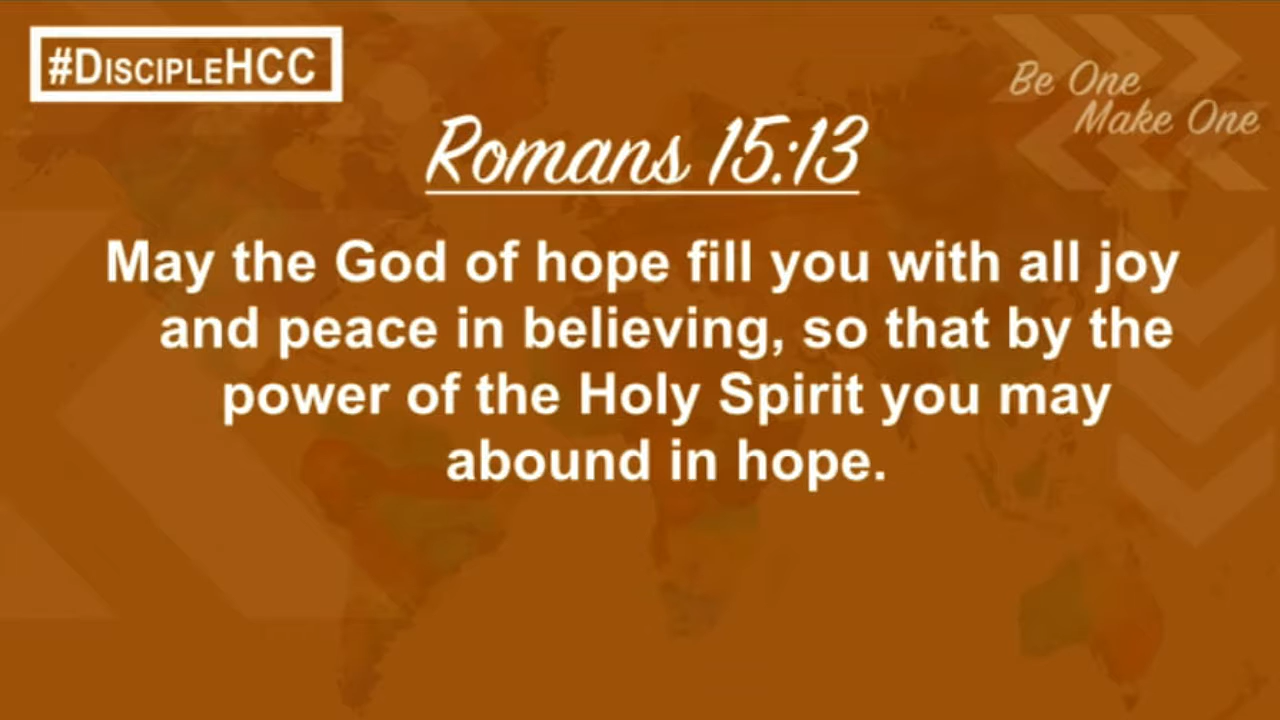 #DISCIPLEHCC
Be One
Make One
Romans 15:13
May the God of hope fill you with all joy
and peace in believing, so that by the
power of the Holy Spirit you may
abound in hope.